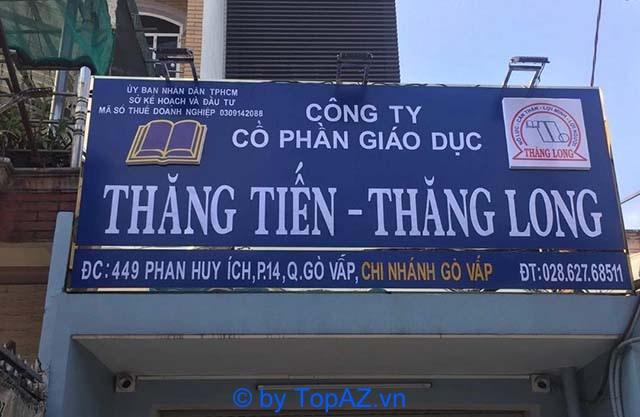 ỦY BAN NHÂN DÂN TPHCM
SỞ KẾ HOẠCH VÀ ĐẦU TƯ
MÃ SỐ THUẾ DOANH NGHIỆP 0309142088
CÔNG TY
CỔ PHẦN GIÁO DỤC
THĂNG LONG
THĂNG TIẾN - THĂNG LONG
ĐC: 449 PHAN HUY ÍCH, P.14, Q.GÒ VẤP, CHI NHÁNH GÒ VẤP ĐT: 028.627.68511
© by TopAZ.vn